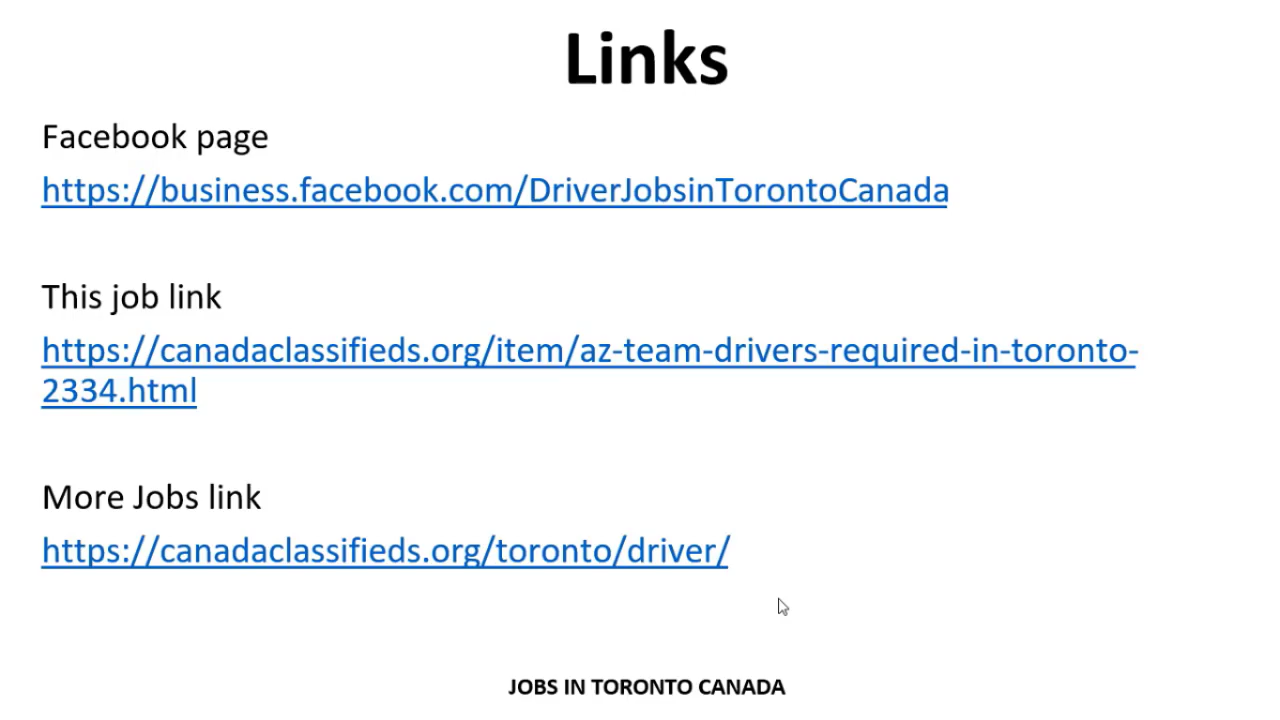 Links
Facebook page
https://business.facebook.com/DriverJobsinTorontoCanada
This job link
https://canadaclassifieds.org/item/az-team-drivers-required-in-toronto-
2334.html
More Jobs link
https://canadaclassifieds.org/toronto/driver/
JOBS IN TORONTO CANADA